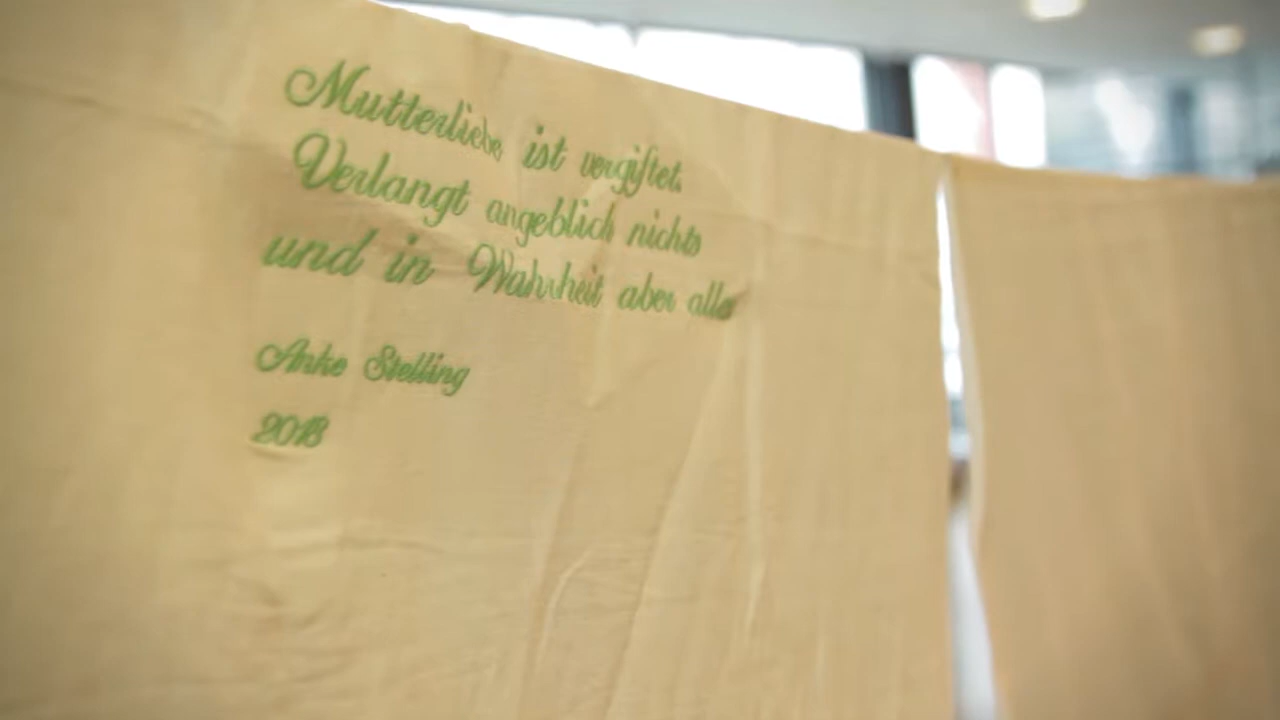 Mutterliebe ist vergiftet.
Verlangt angeblich nichts
und in Wahrheit aber alles
Anke Stelling
2018